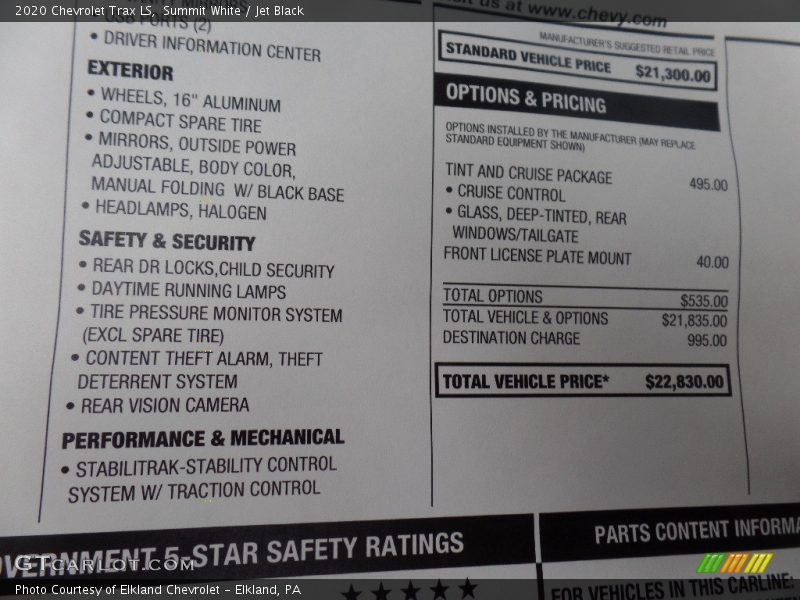 2020 Chevrolet Trax LS, Summit White / Jet Black
USB PORTS (2)
• DRIVER INFORMATION CENTER
EXTERIOR
• WHEELS, 16" ALUMINUM
• COMPACT SPARE TIRE
• MIRRORS, OUTSIDE POWER
ADJUSTABLE, BODY COLOR,
MANUAL FOLDING W/ BLACK BASE
• HEADLAMPS, HALOGEN
SAFETY & SECURITY
• REAR DR LOCKS,CHILD SECURITY
• DAYTIME RUNNING LAMPS
• TIRE PRESSURE MONITOR SYSTEM
(EXCL SPARE TIRE)
• CONTENT THEFT ALARM, THEFT
DETERRENT SYSTEM
• REAR VISION CAMERA
PERFORMANCE & MECHANICAL
• STABILITRAK-STABILITY CONTROL
SYSTEM W/ TRACTION CONTROL
us at www.chevy.com
MANUFACTURER'S SUGGESTED RETAIL PRICE
STANDARD VEHICLE PRICE $21,300.00
OPTIONS & PRICING
OPTIONS INSTALLED BY THE MANUFACTURER (MAY REPLACE
STANDARD EQUIPMENT SHOWN)
TINT AND CRUISE PACKAGE 495.00
• CRUISE CONTROL
• GLASS, DEEP-TINTED, REAR
WINDOWS/TAILGATE
FRONT LICENSE PLATE MOUNT 40.00
TOTAL OPTIONS $535.00
TOTAL VEHICLE & OPTIONS $21,835.00
DESTINATION CHARGE 995.00
TOTAL VEHICLE PRICE* $22,830.00
VERNMENT 5-STAR SAFETY RATINGS
PARTS CONTENT INFORMA
FOR VEHICLES IN THIS CARLINE:
GTcarlot.com
Photo Courtesy of Elkland Chevrolet - Elkland, PA